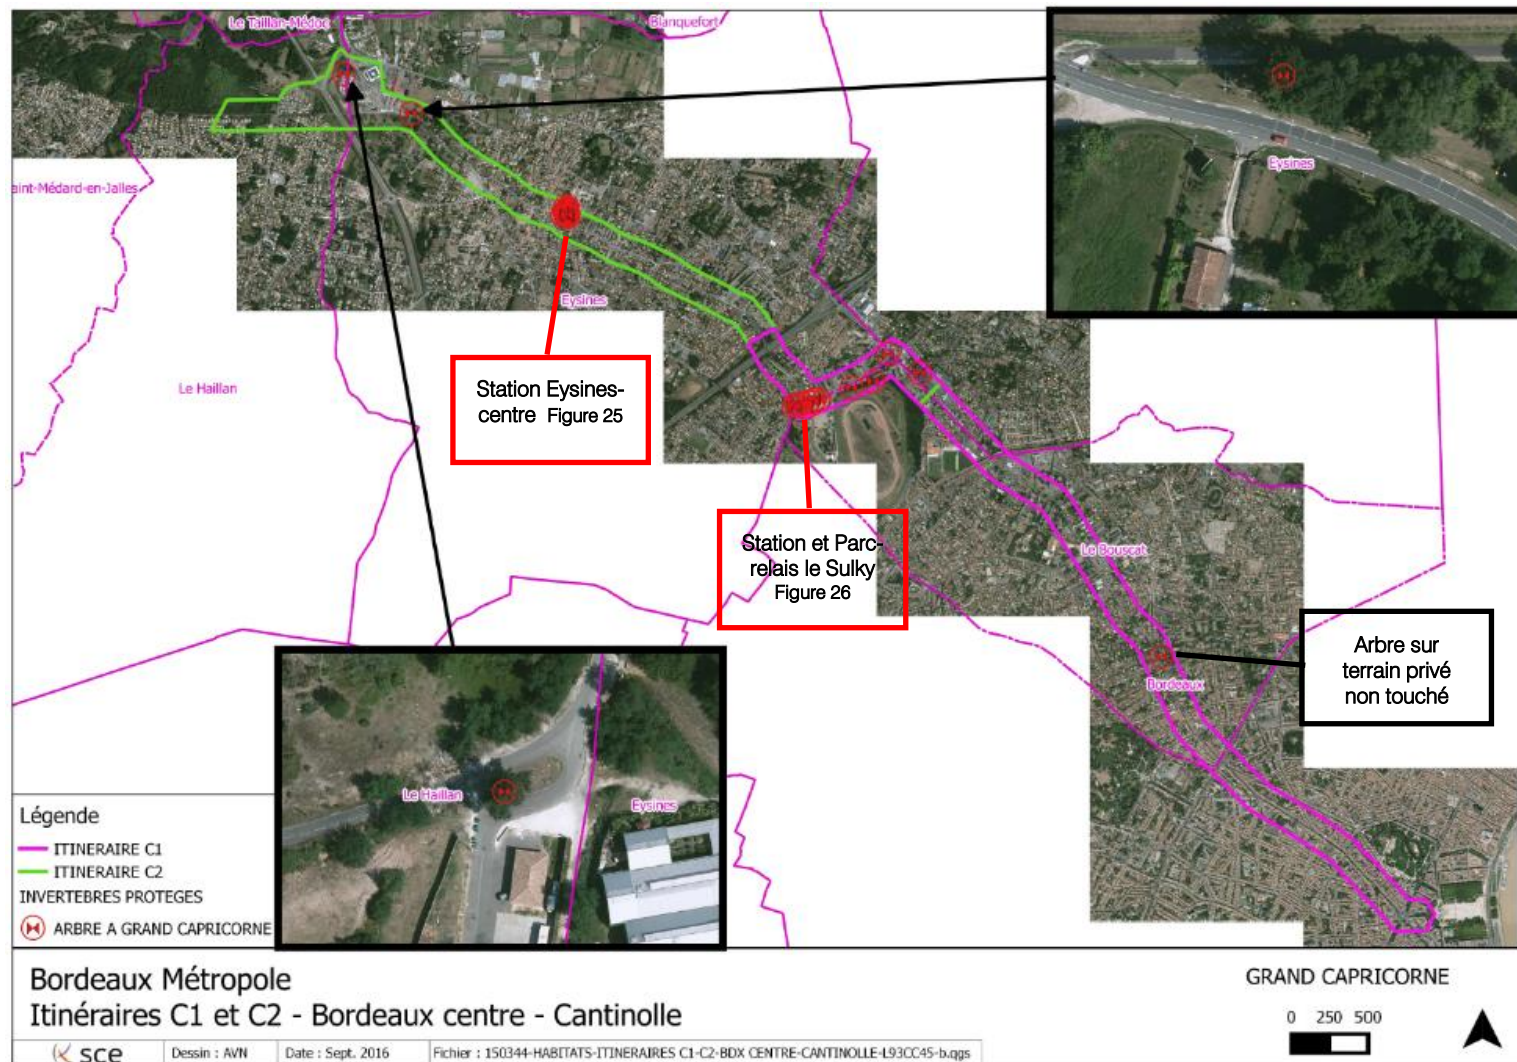 Le Taillan-Médoc
Blanquefort
Eysines
aint-Médard-en-Jalles
Eysines
Le Haillan
Station Eysines-
centre Figure 25
Station et Parc-
relais le Sulky
Figure 26
Le Bouscat
Arbre sur
terrain privé
non touché
Bordeaux
Le Haillan
Eysines
Légende
ITINERAIRE C1
ITINERAIRE C2
INVERTEBRES PROTEGES
ARBRE A GRAND CAPRICORNE
Bordeaux Métropole
Itinéraires C1 et C2 - Bordeaux centre - Cantinolle
GRAND CAPRICORNE
0 250 500
sce
Dessin : AVN
Date : Sept. 2016
Fichier : 150344-HABITATS-ITINERAIRES C1-C2-BDX CENTRE-CANTINOLLE-L93CC45-b.qgs